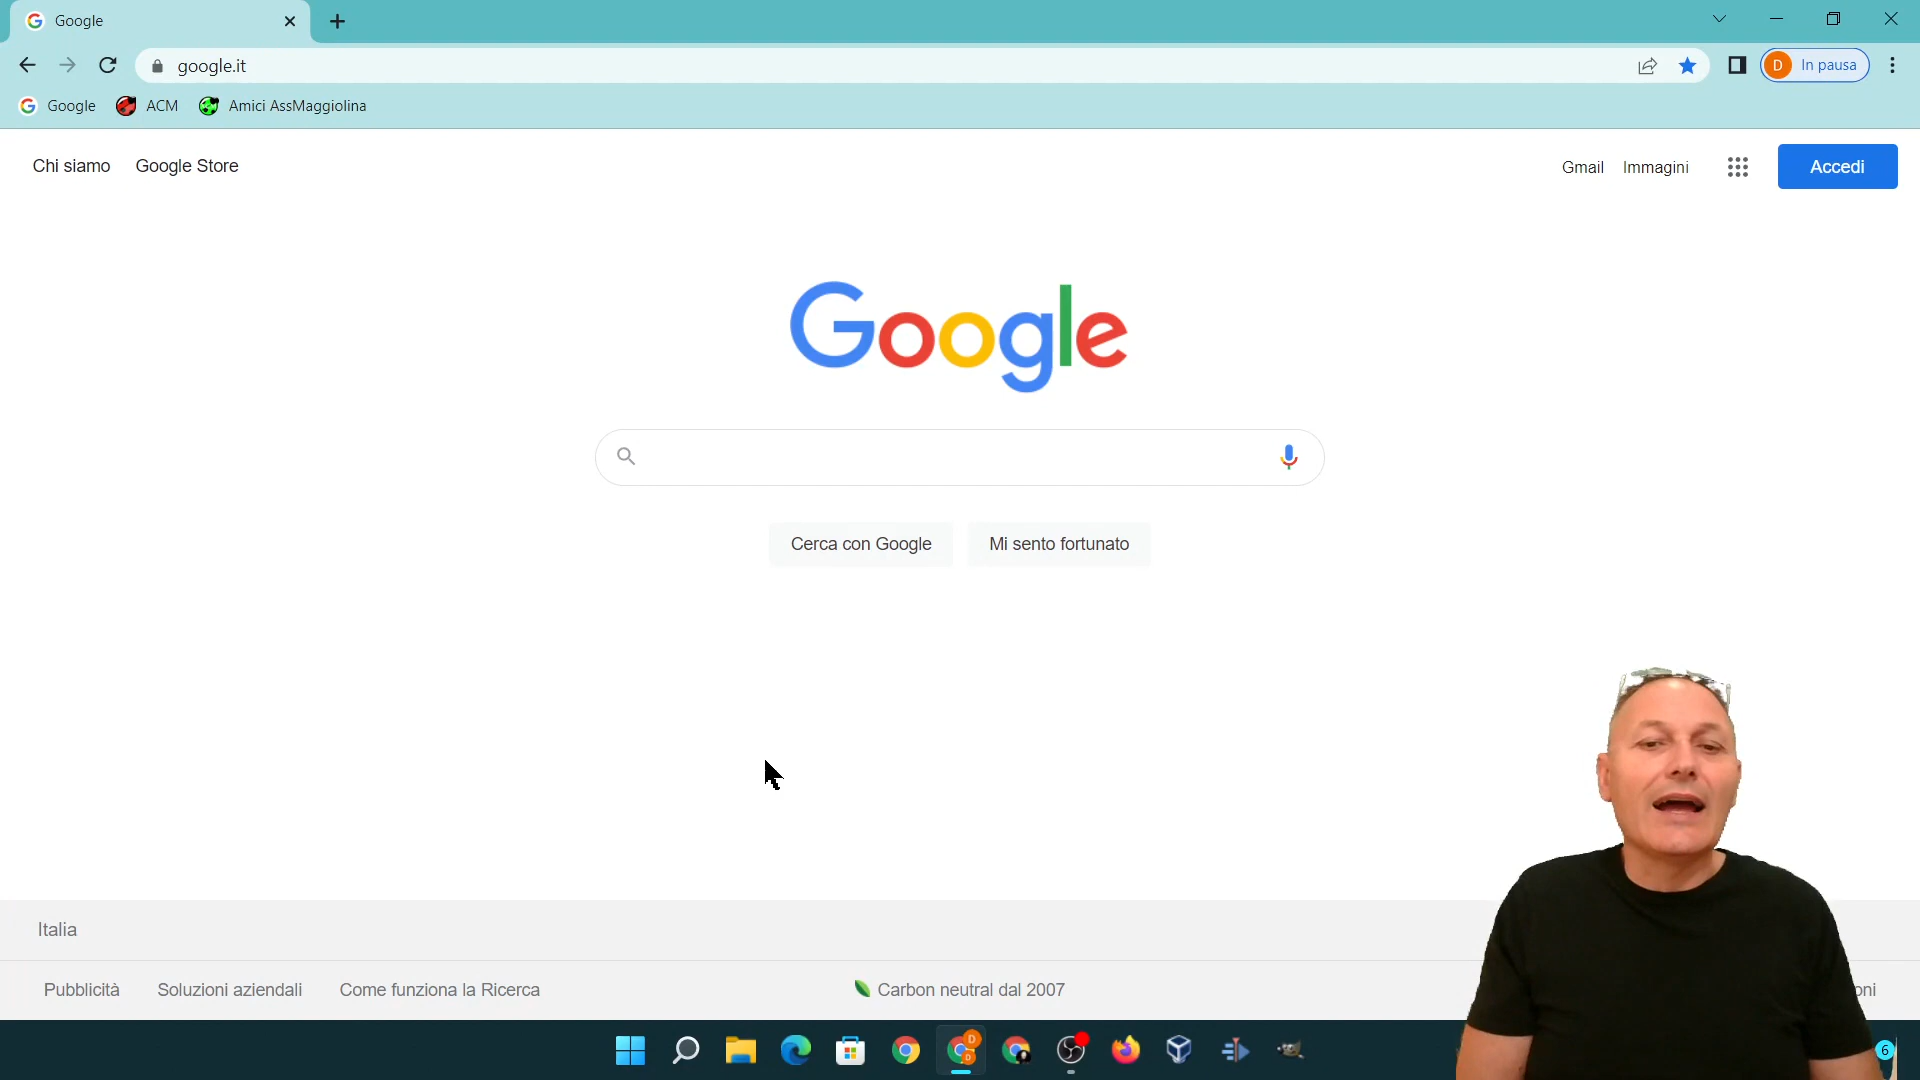 Google
google.it
D In pausa
Google ACM Amici AssMaggiolina
Chi siamo Google Store
Gmail Immagini Accedi
Google
Cerca con Google Mi sento fortunato
Italia
Pubblicità Soluzioni aziendali Come funziona la Ricerca
Carbon neutral dal 2007
oni
D
D
6